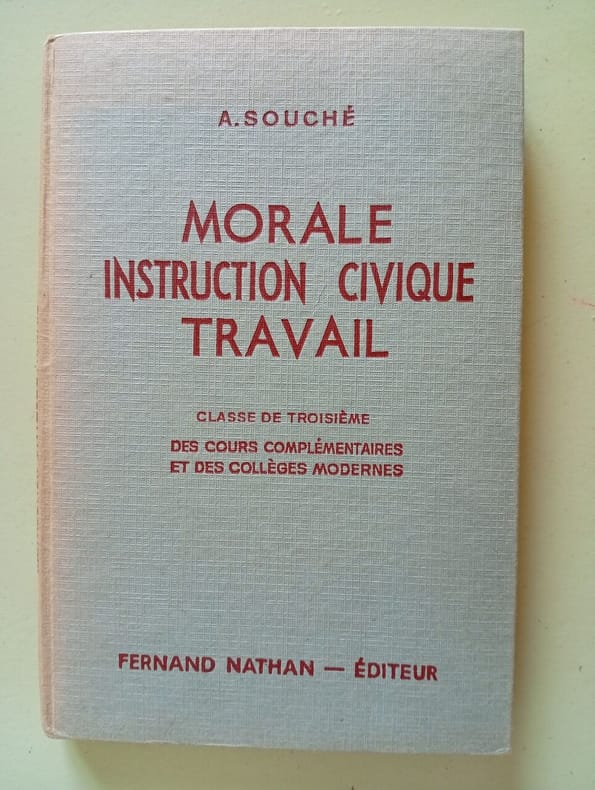 A. SOUCHÉ
MORALE
INSTRUCTION CIVIQUE
TRAVAIL
CLASSE DE TROISIÈME
DES COURS COMPLÉMENTAIRES
ET DES COLLÈGES MODERNES
FERNAND NATHAN — ÉDITEUR